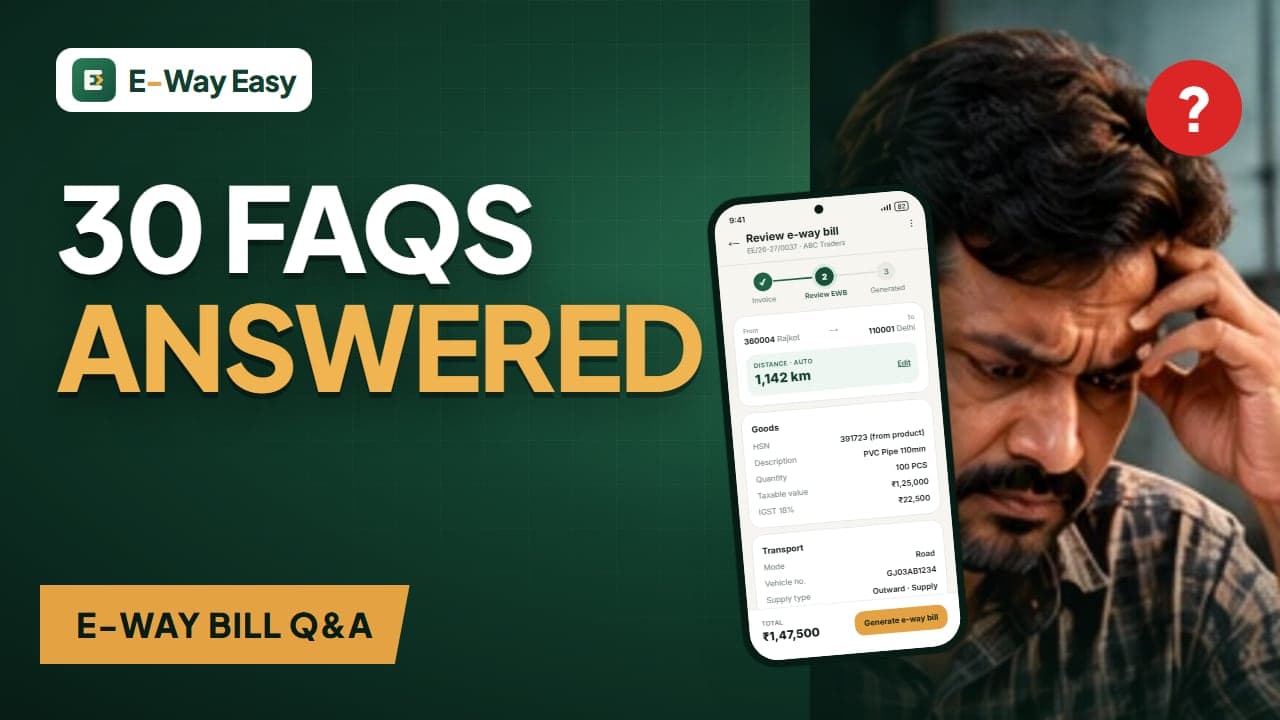 E-Way Easy
30 FAQS
ANSWERED
E-WAY BILL Q&A
?
9:41
82
← Review e-way bill
EE/26-27/0037 · ABC Traders
✓ 2 3
Invoice Review EWB Generated
From To
360004 Rajkot → 110001 Delhi
DISTANCE · AUTO
1,142 km Edit
Goods
HSN 391723 (from product)
Description PVC Pipe 110mm
Quantity 100 PCS
Taxable value ₹1,25,000
IGST 18% ₹22,500
Transport
Mode Road
Vehicle no. GJ03AB1234
Supply type Outward · Supply
TOTAL
₹1,47,500 Generate e-way bill